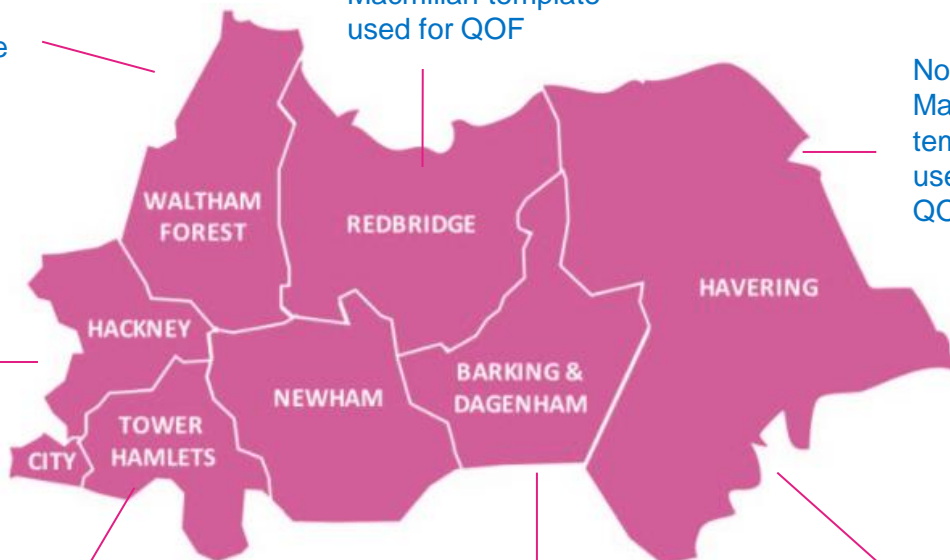 used for QOF
WALTHAM
FOREST
REDBRIDGE
HAVERING
HACKNEY
NEWHAM
BARKING &
DAGENHAM
TOWER
HAMLETS
CITY